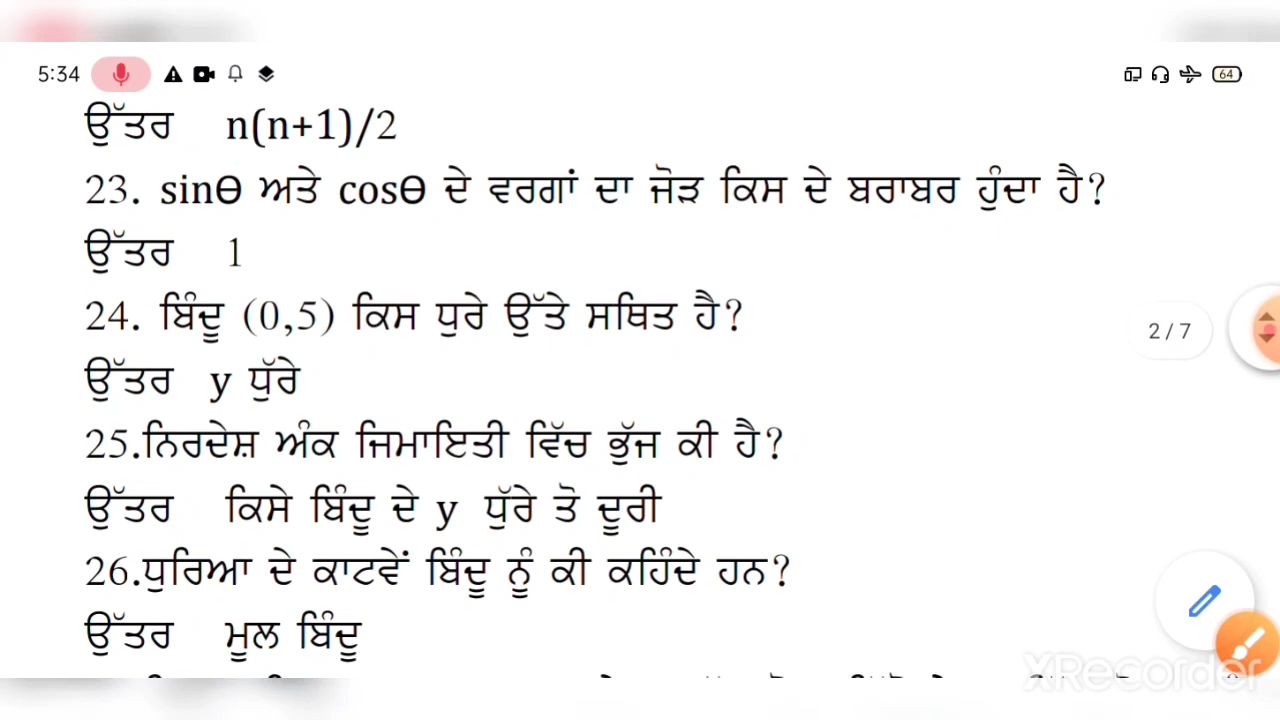 5:34
64
ਉੱਤਰ n(n+1)/2
23. sinθ ਅਤੇ cosθ ਦੇ ਵਰਗਾਂ ਦਾ ਜੋੜ ਕਿਸ ਦੇ ਬਰਾਬਰ ਹੁੰਦਾ ਹੈ?
ਉੱਤਰ 1
24. ਬਿੰਦੂ (0,5) ਕਿਸ ਧੁਰੇ ਉੱਤੇ ਸਥਿਤ ਹੈ?
2 / 7
ਉੱਤਰ y ਧੁੱਰੇ
25.ਨਿਰਦੇਸ਼ ਅੰਕ ਜਿਮਾਇਤੀ ਵਿੱਚ ਭੁੱਜ ਕੀ ਹੈ?
ਉੱਤਰ ਕਿਸੇ ਬਿੰਦੂ ਦੇ y ਧੁੱਰੇ ਤੋ ਦੂਰੀ
26.ਧੁਰਿਆ ਦੇ ਕਾਟਵੇਂ ਬਿੰਦੂ ਨੂੰ ਕੀ ਕਹਿੰਦੇ ਹਨ?
ਉੱਤਰ ਮੂਲ ਬਿੰਦੂ
XRecorder